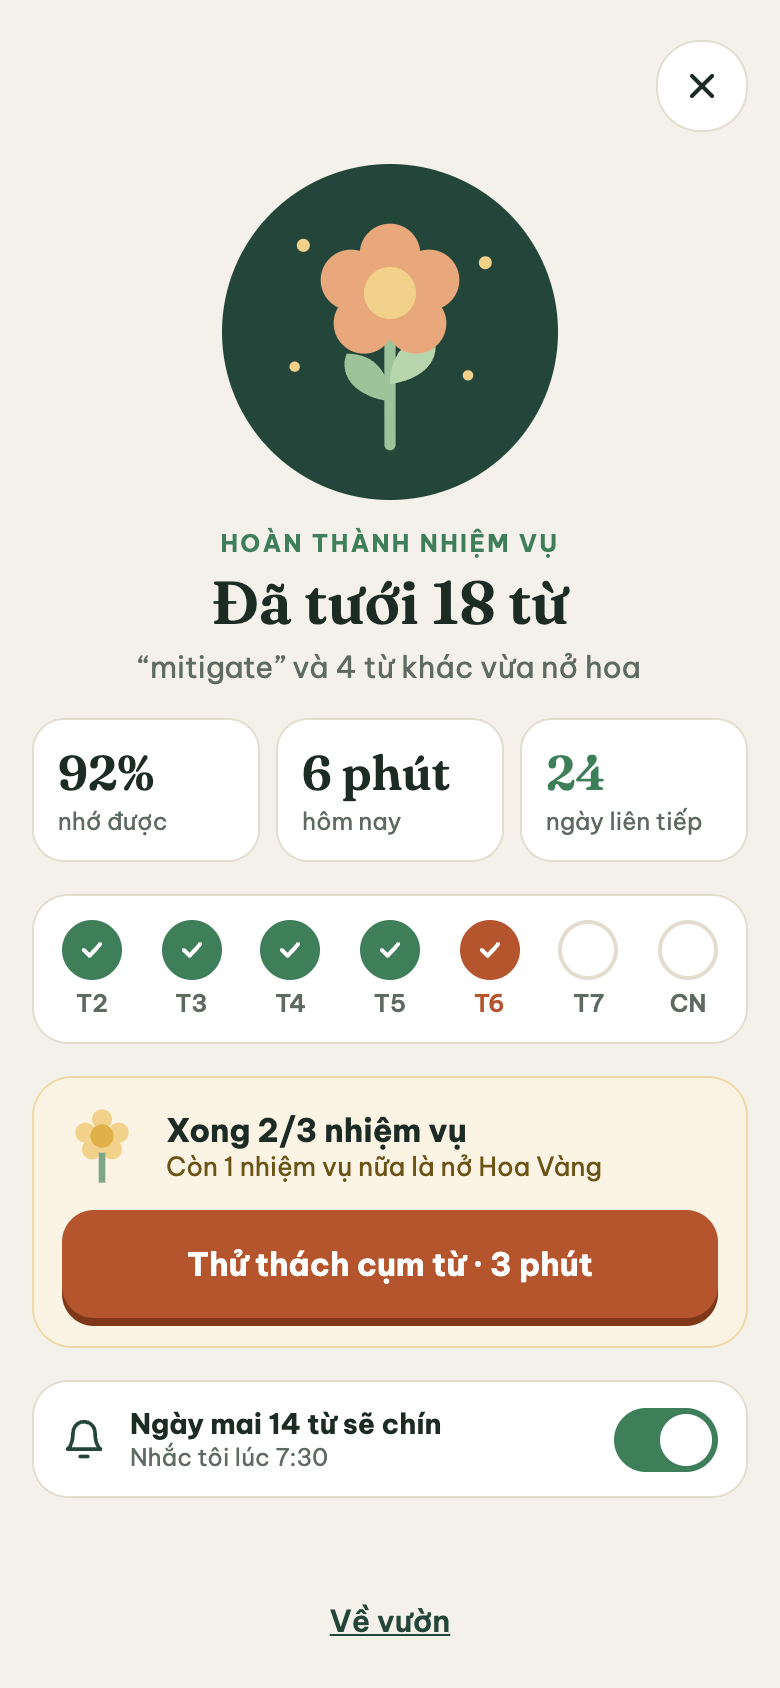 HOÀN THÀNH NHIỆM VỤ
Đã tưới 18 từ
“mitigate” và 4 từ khác vừa nở hoa
92%
nhớ được
6 phút
hôm nay
24
ngày liên tiếp
T2
T3
T4
T5
T6
T7
CN
Xong 2/3 nhiệm vụ
Còn 1 nhiệm vụ nữa là nở Hoa Vàng
Thử thách cụm từ · 3 phút
Ngày mai 14 từ sẽ chín
Nhắc tôi lúc 7:30
Về vườn